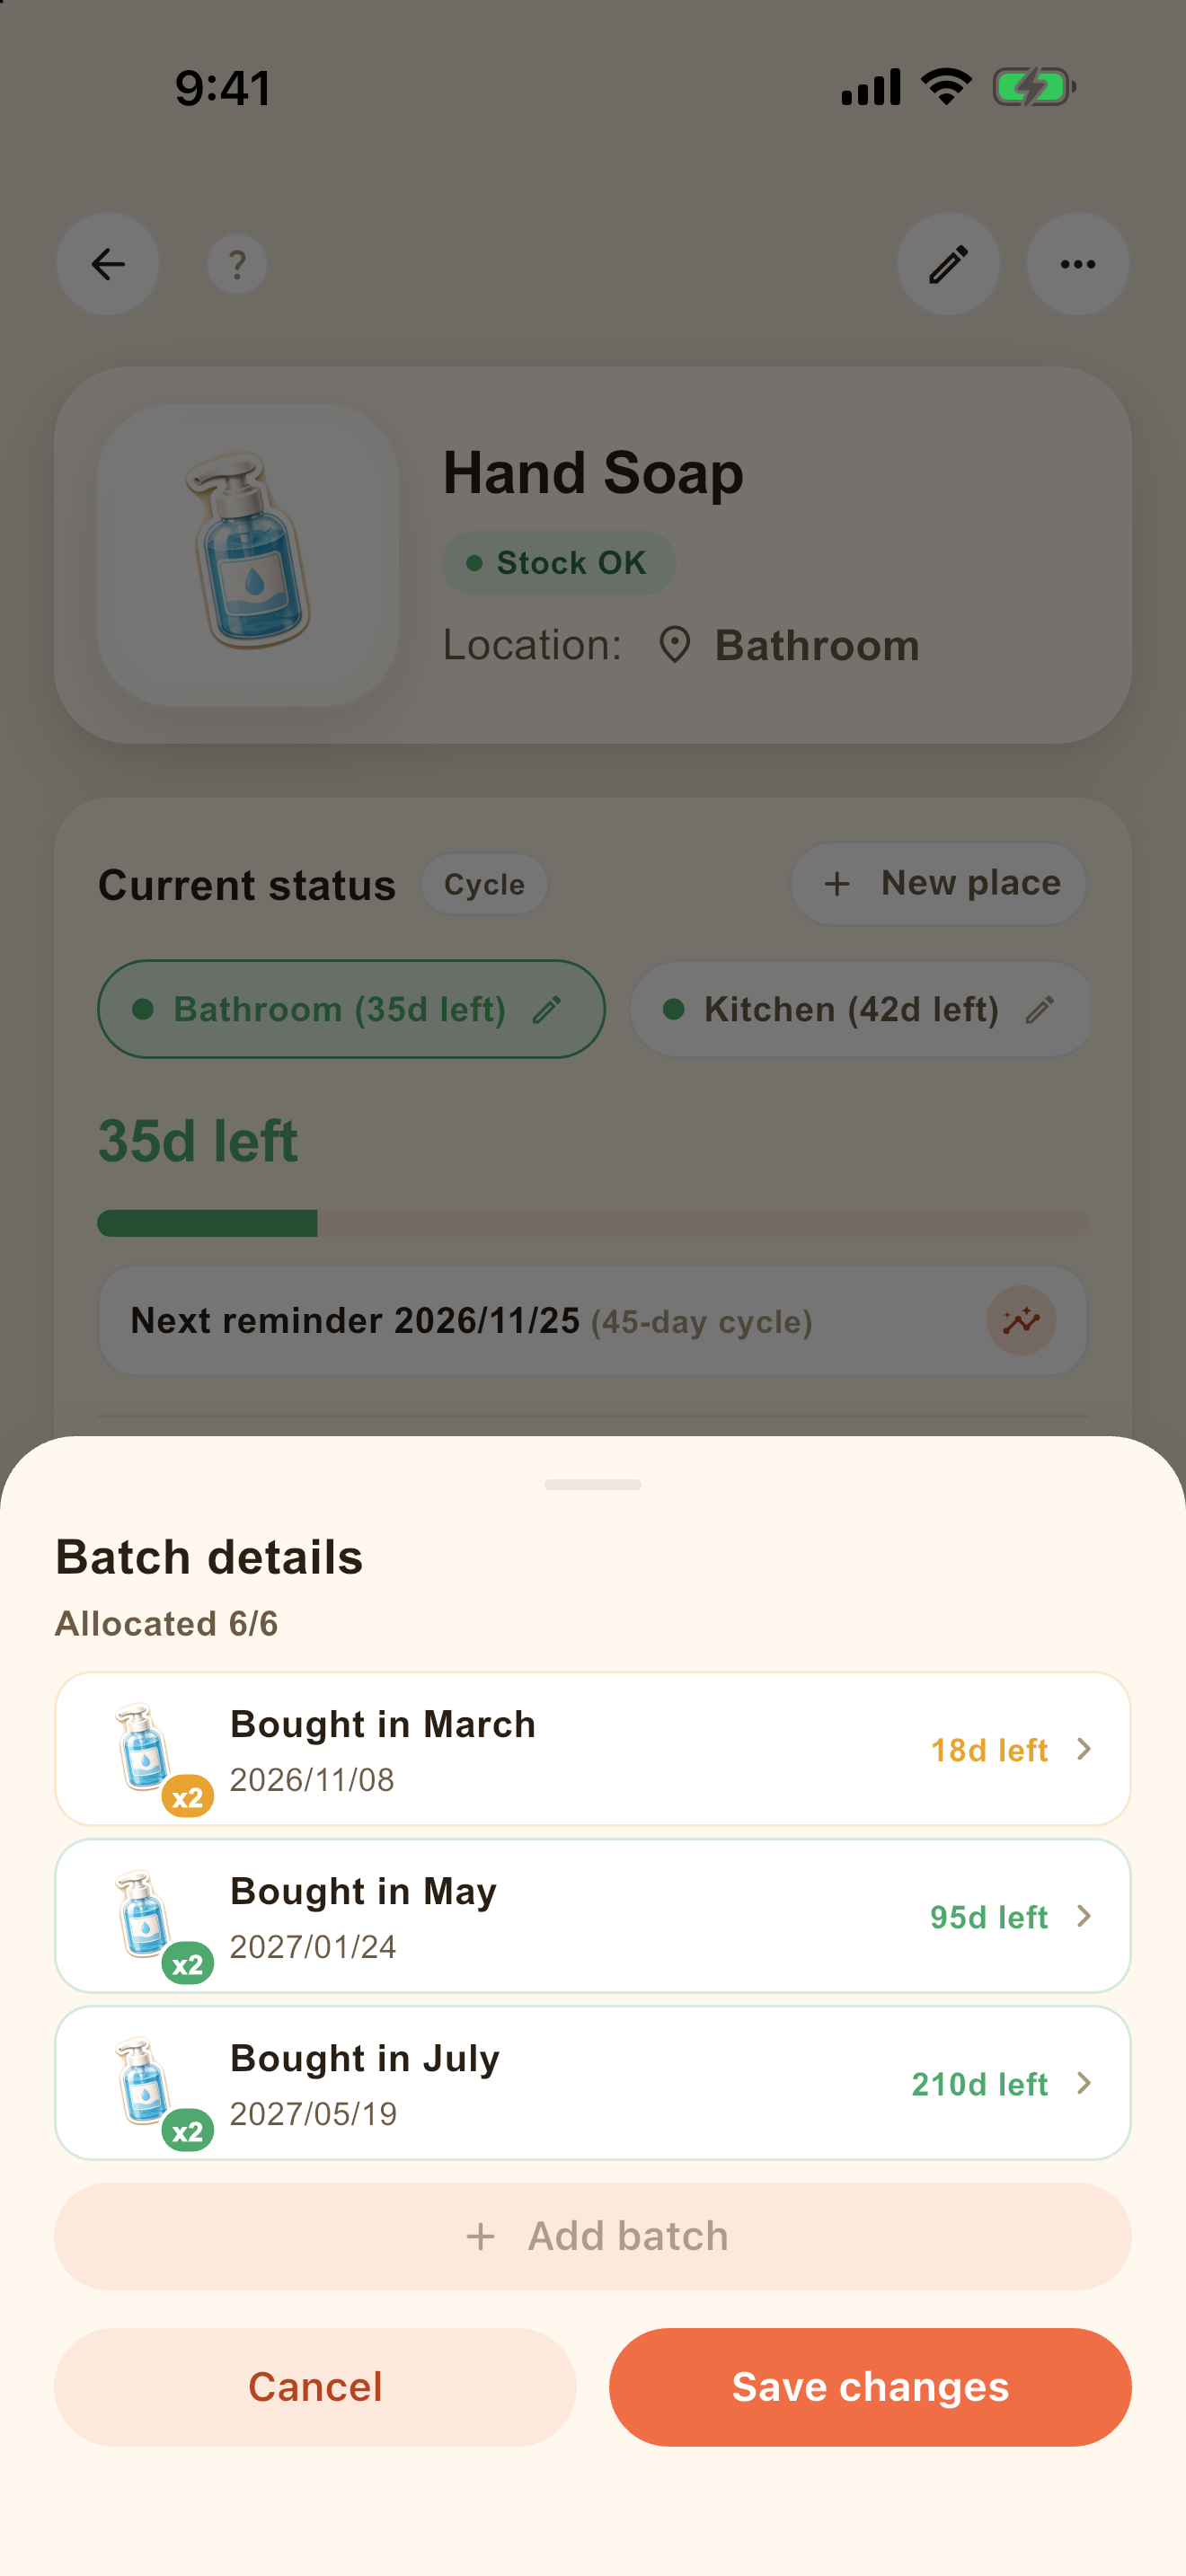 9:41
?
Hand Soap
Stock OK
Location: Bathroom
Current status
Cycle
+ New place
Bathroom (35d left)
Kitchen (42d left)
35d left
Next reminder 2026/11/25 (45-day cycle)
Batch details
Allocated 6/6
Bought in March
2026/11/08
x2
18d left
Bought in May
2027/01/24
x2
95d left
Bought in July
2027/05/19
x2
210d left
+ Add batch
Cancel
Save changes